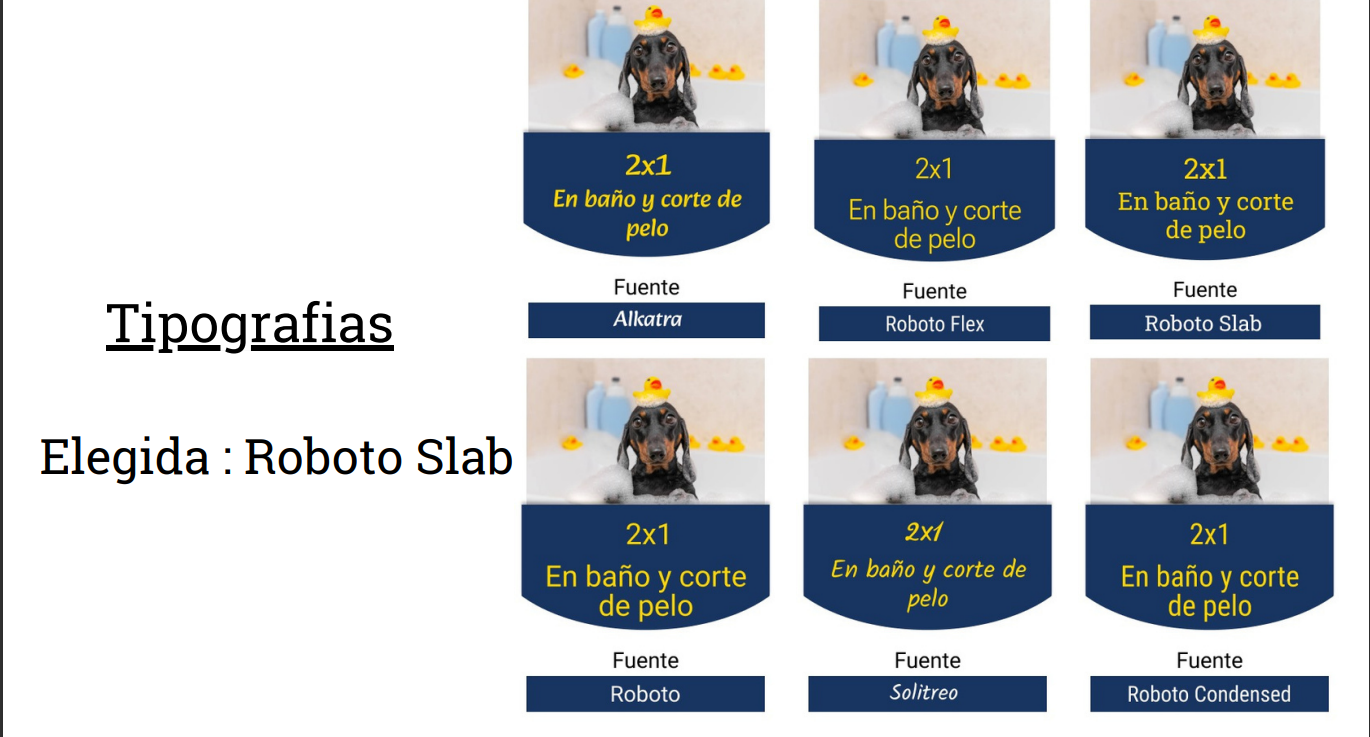 Tipografias
Elegida : Roboto Slab
2x1
En baño y corte de
pelo
Fuente
Alkatra
2x1
En baño y corte
de pelo
Fuente
Roboto Flex
2x1
En baño y corte
de pelo
Fuente
Roboto Slab
2x1
En baño y corte
de pelo
Fuente
Roboto
2x1
En baño y corte de
pelo
Fuente
Solitreo
2x1
En baño y corte
de pelo
Fuente
Roboto Condensed